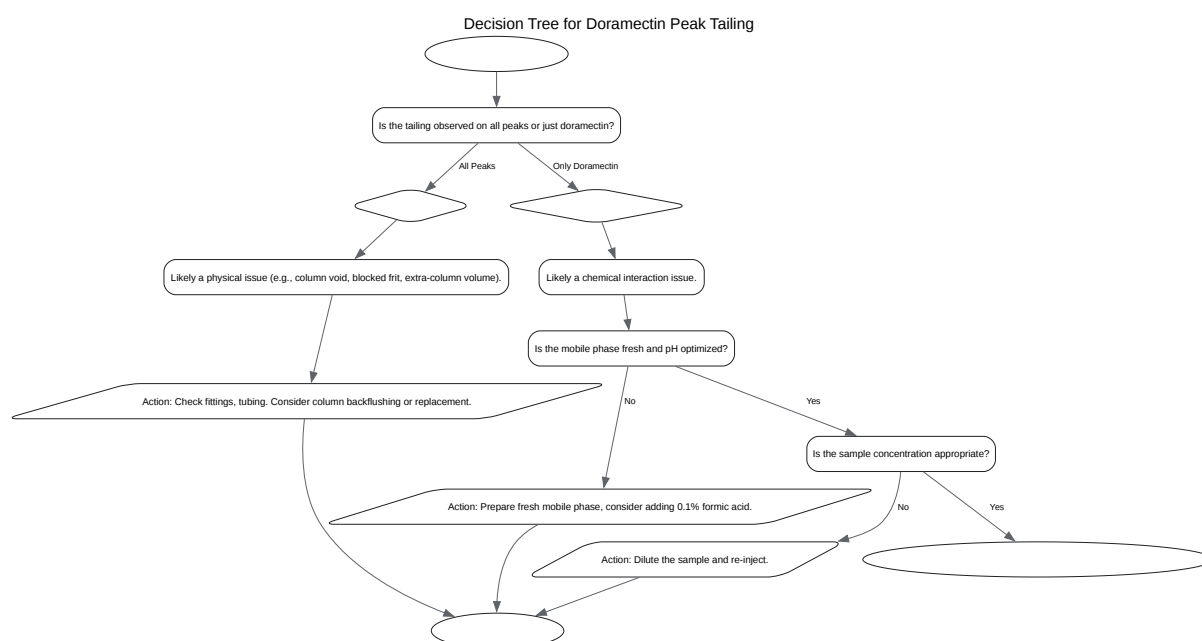 Decision Tree for Doramectin Peak Tailing
Is the tailing observed on all peaks or just doramectin?
All Peaks
Only Doramectin
Likely a physical issue (e.g., column void, blocked frit, extra-column volume).
Likely a chemical interaction issue.
Is the mobile phase fresh and pH optimized?
Action: Check fittings, tubing. Consider column backflushing or replacement.
No
Yes
Is the sample concentration appropriate?
Action: Prepare fresh mobile phase, consider adding 0.1% formic acid.
No
Yes
Action: Dilute the sample and re-inject.